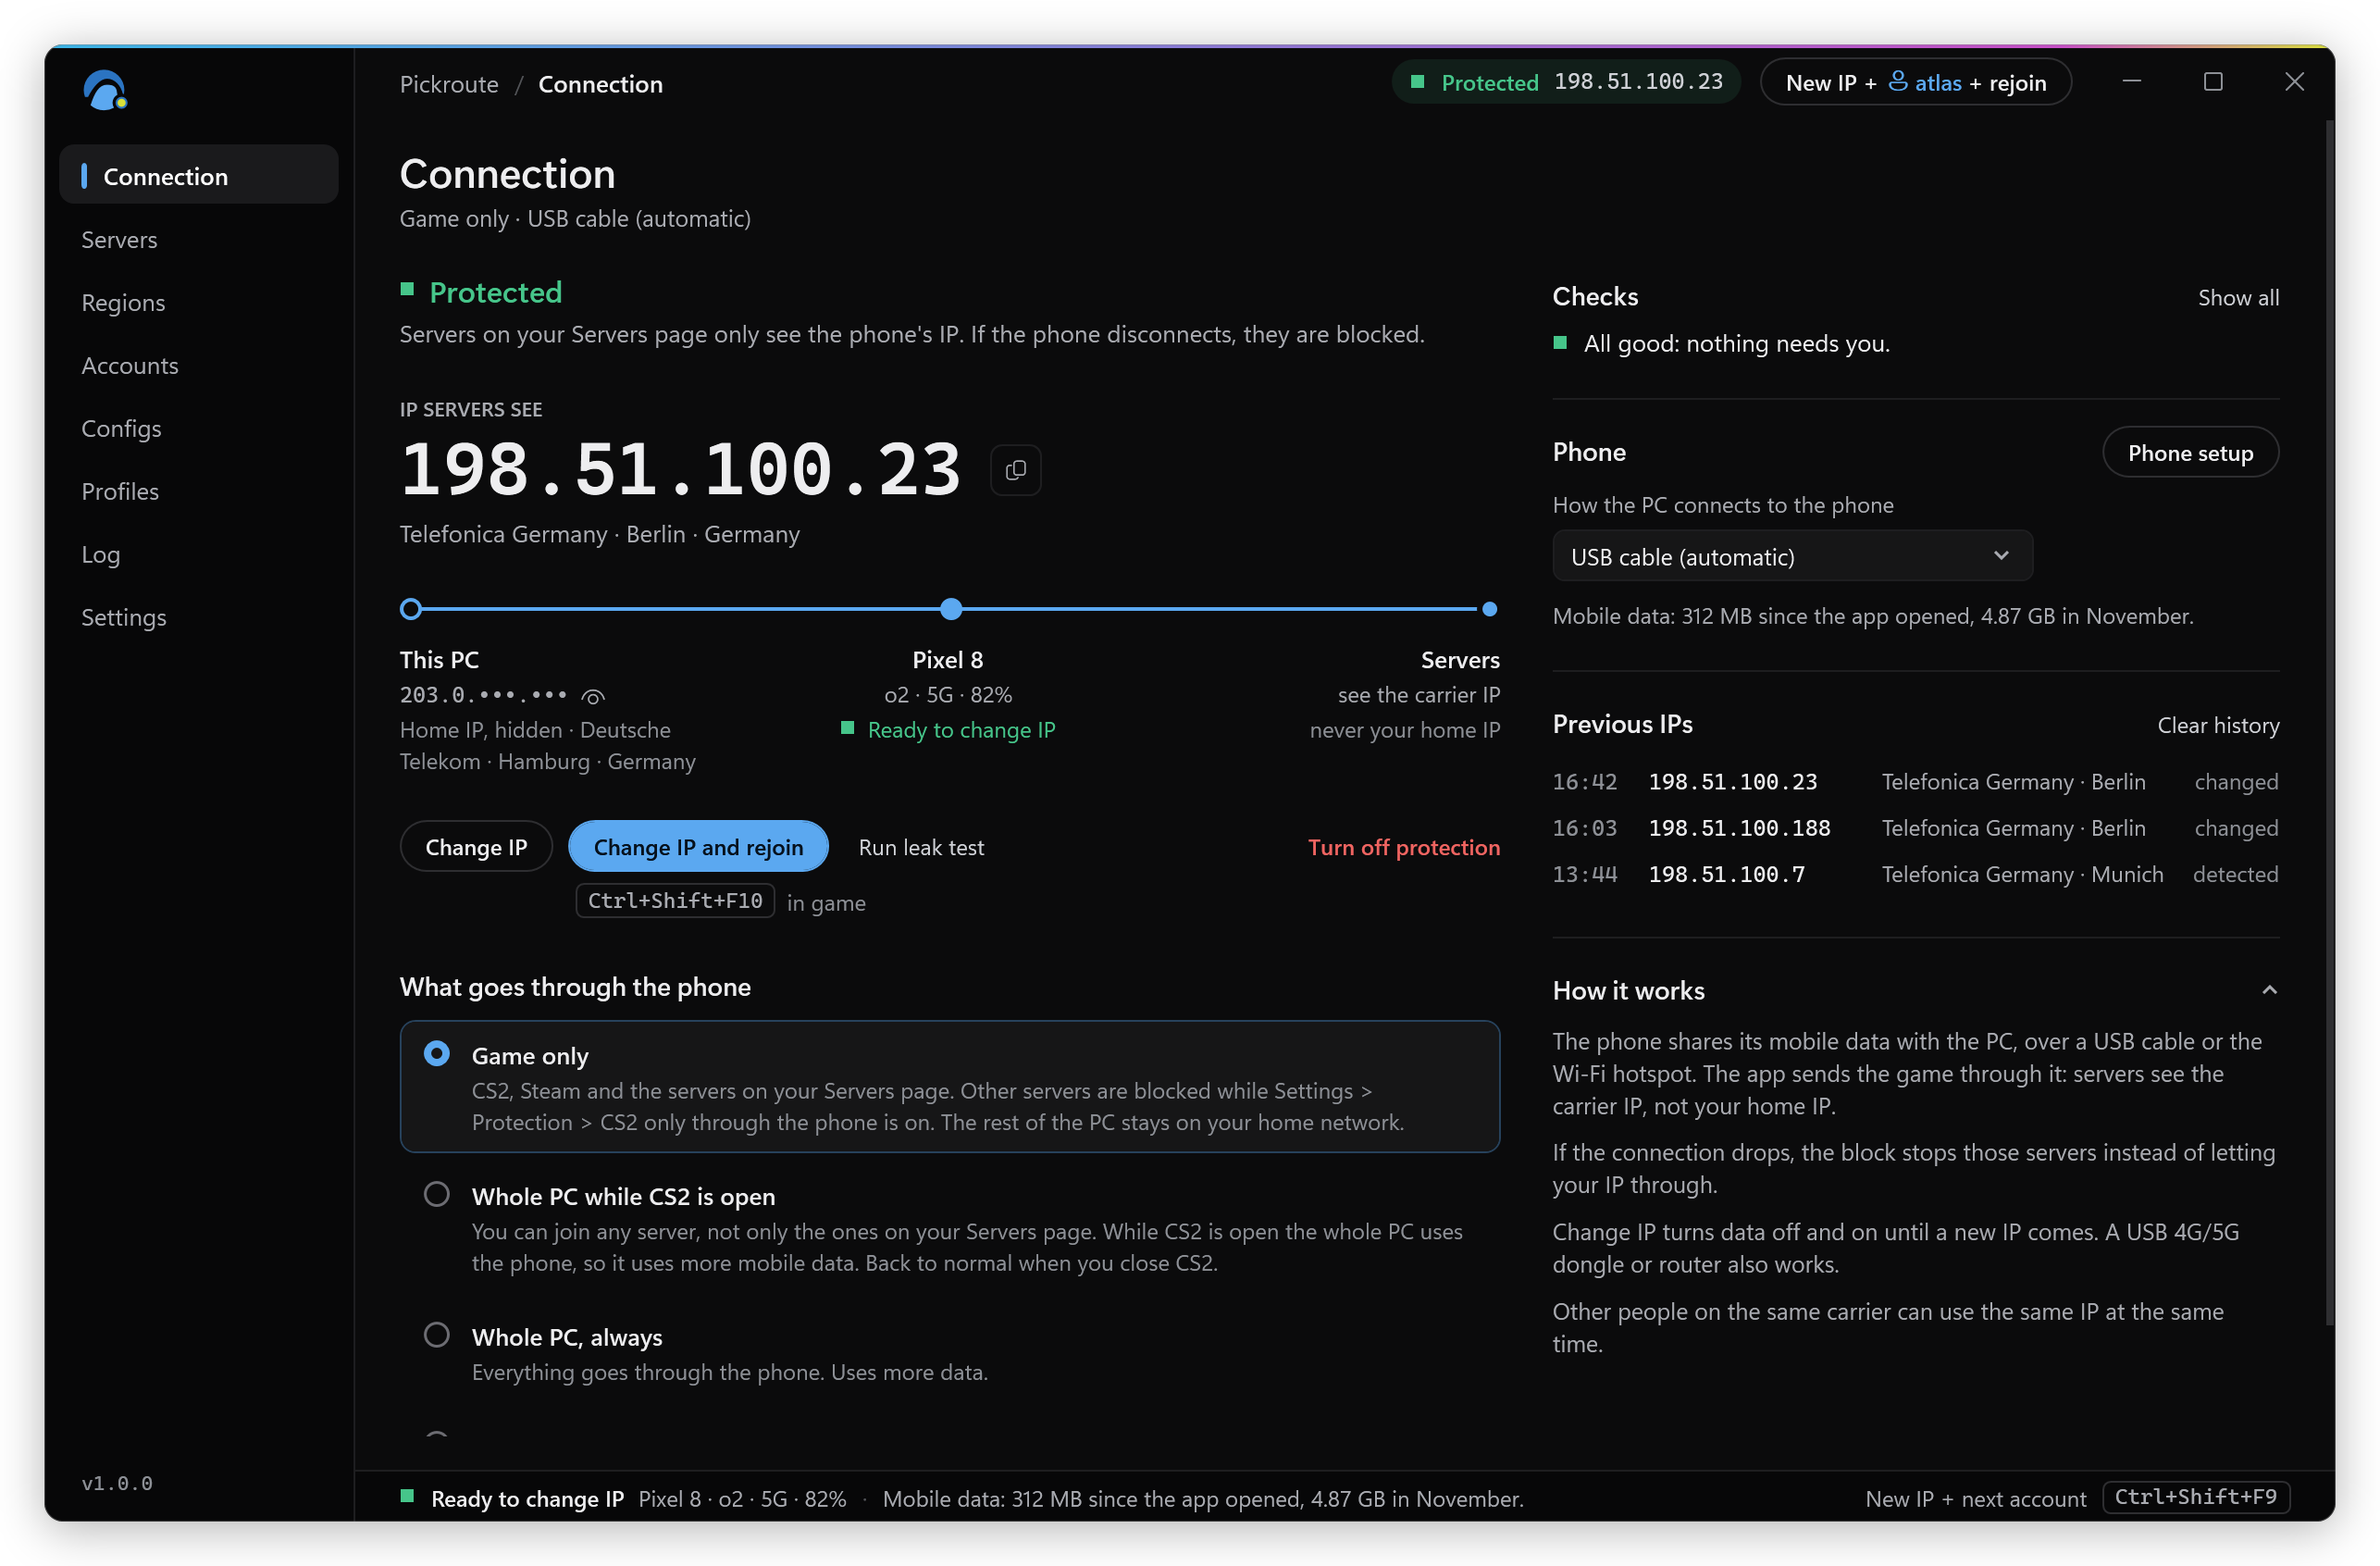 Pickroute / Connection
Protected 198.51.100.23
New IP + atlas + rejoin
Connection
Servers
Regions
Accounts
Configs
Profiles
Log
Settings
v1.0.0
Connection
Game only · USB cable (automatic)
Protected
Servers on your Servers page only see the phone's IP. If the phone disconnects, they are blocked.
IP SERVERS SEE
198.51.100.23
Telefonica Germany · Berlin · Germany
This PC
203.0.•••.•••
Home IP, hidden · Deutsche
Telekom · Hamburg · Germany
Pixel 8
o2 · 5G · 82%
Ready to change IP
Servers
see the carrier IP
never your home IP
Change IP
Change IP and rejoin
Run leak test
Turn off protection
Ctrl+Shift+F10 in game
What goes through the phone
Game only
CS2, Steam and the servers on your Servers page. Other servers are blocked while Settings >
Protection > CS2 only through the phone is on. The rest of the PC stays on your home network.
Whole PC while CS2 is open
You can join any server, not only the ones on your Servers page. While CS2 is open the whole PC uses
the phone, so it uses more mobile data. Back to normal when you close CS2.
Whole PC, always
Everything goes through the phone. Uses more data.
Checks
Show all
All good: nothing needs you.
Phone
Phone setup
How the PC connects to the phone
USB cable (automatic)
Mobile data: 312 MB since the app opened, 4.87 GB in November.
Previous IPs
Clear history
16:42 198.51.100.23 Telefonica Germany · Berlin changed
16:03 198.51.100.188 Telefonica Germany · Berlin changed
13:44 198.51.100.7 Telefonica Germany · Munich detected
How it works
The phone shares its mobile data with the PC, over a USB cable or the
Wi-Fi hotspot. The app sends the game through it: servers see the
carrier IP, not your home IP.
If the connection drops, the block stops those servers instead of letting
your IP through.
Change IP turns data off and on until a new IP comes. A USB 4G/5G
dongle or router also works.
Other people on the same carrier can use the same IP at the same
time.
Ready to change IP Pixel 8 · o2 · 5G · 82% · Mobile data: 312 MB since the app opened, 4.87 GB in November.
New IP + next account Ctrl+Shift+F9